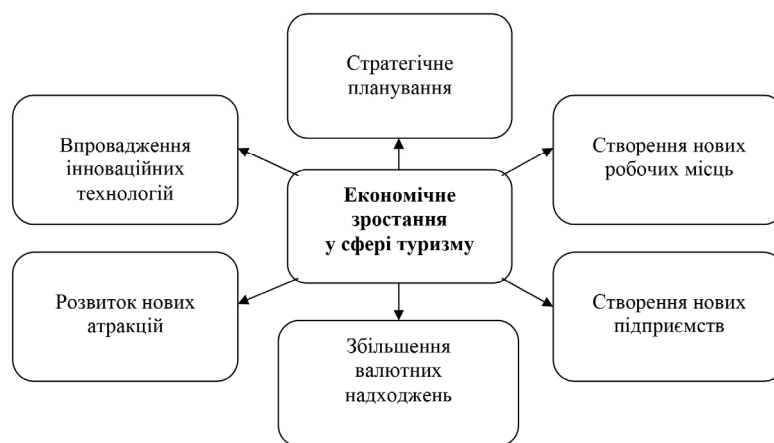 Стратегічне
планування
Впровадження
інноваційних
технологій
Створення нових
робочих місць
Економічне
зростання
у сфері туризму
Розвиток нових
атракцій
Створення нових
підприємств
Збільшення
валютних
надходжень